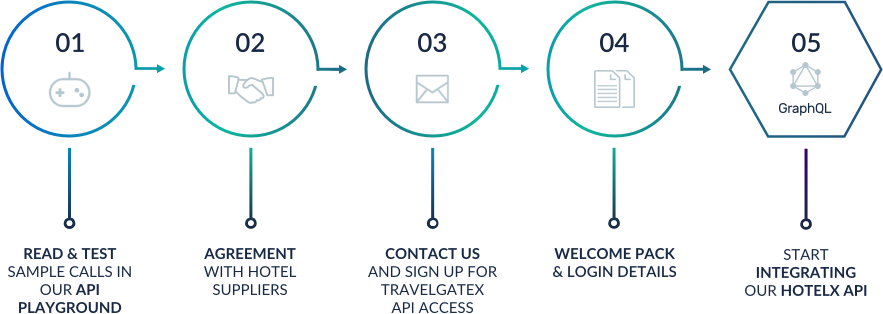 01
READ & TEST
SAMPLE CALLS IN
OUR API
PLAYGROUND
02
AGREEMENT
WITH HOTEL
SUPPLIERS
03
CONTACT US
AND SIGN UP FOR
TRAVELGATEX
API ACCESS
04
WELCOME PACK
& LOGIN DETAILS
05
GraphQL
START
INTEGRATING
OUR HOTELX API